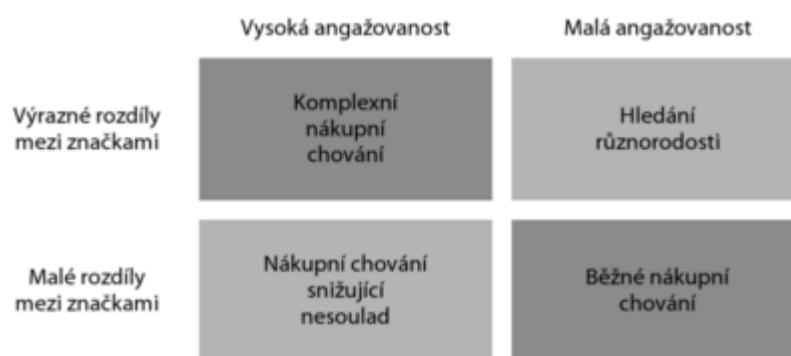 Vysoká angažovanost
Malá angažovanost
Výrazné rozdíly
mezi značkami
Komplexní
nákupní
chování
Hledání
různorodosti
Malé rozdíly
mezi značkami
Nákupní chování
snižující
nesoulad
Běžné nákupní
chování